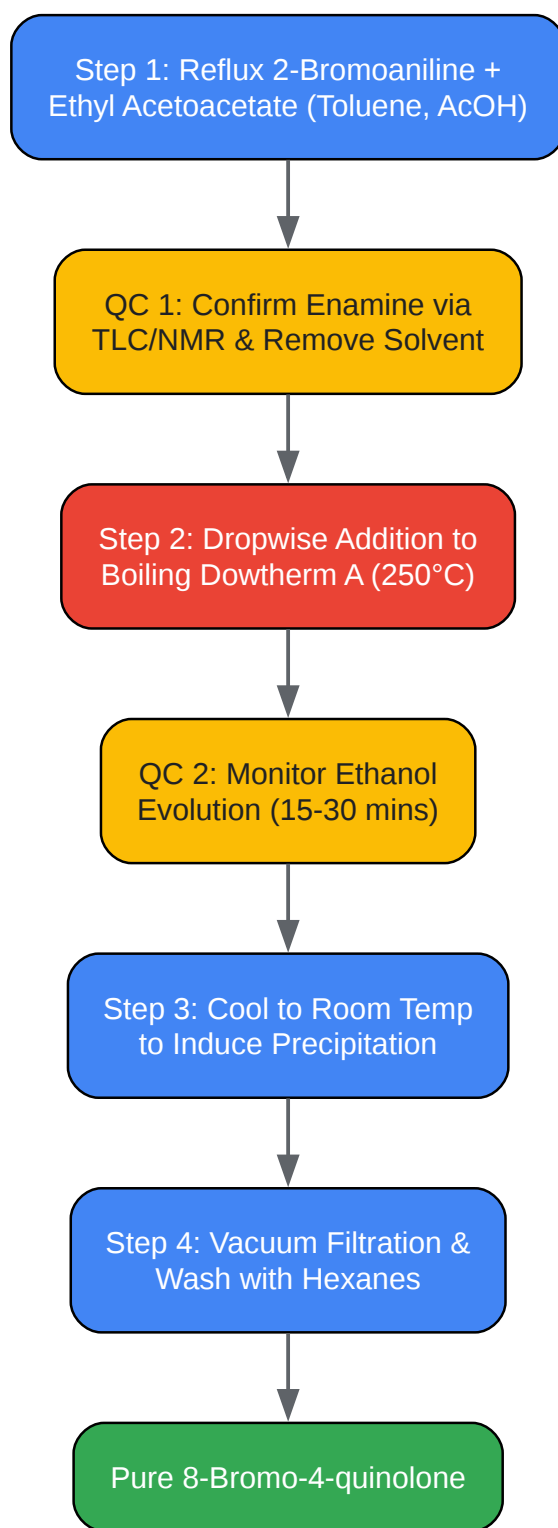 Step 1: Reflux 2-Bromoaniline +
Ethyl Acetoacetate (Toluene, AcOH)
QC 1: Confirm Enamine via
TLC/NMR & Remove Solvent
Step 2: Dropwise Addition to
Boiling Dowtherm A (250°C)
QC 2: Monitor Ethanol
Evolution (15-30 mins)
Step 3: Cool to Room Temp
to Induce Precipitation
Step 4: Vacuum Filtration &
Wash with Hexanes
Pure 8-Bromo-4-quinolone